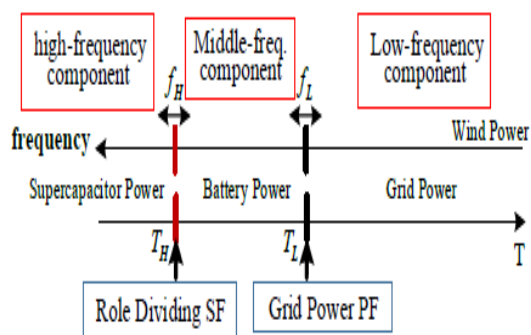 high-frequency
component
Middle-freq.
component
Low-frequency
component
f_H
f_L
frequency
Wind Power
Supercapacitor Power
Battery Power
Grid Power
T_H
T_L
T
Role Dividing SF
Grid Power PF